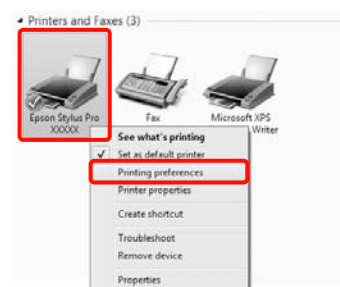 Printers and Faxes (3)
Epson Stylus Pro
XXXXX
Fax
Microsoft XPS
Writer
See what's printing
Set as default printer
Printing preferences
Printer properties
Create shortcut
Troubleshoot
Remove device
Properties